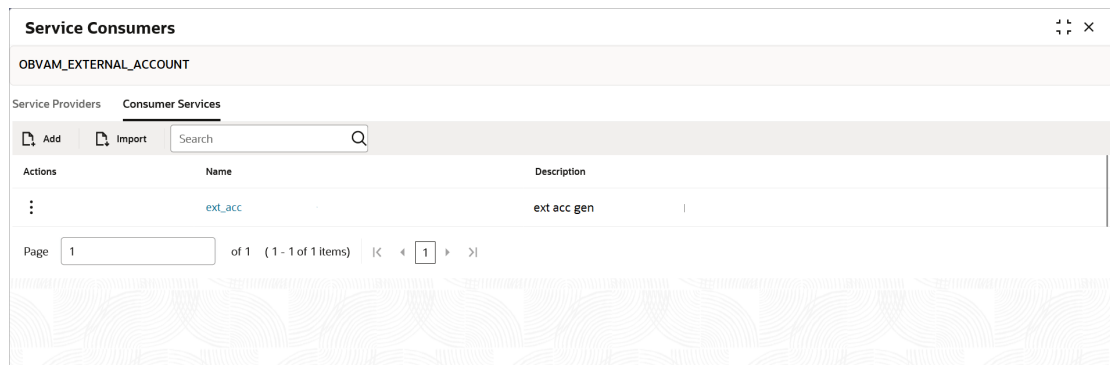 Service Consumers
OBVAM_EXTERNAL_ACCOUNT
Service Providers Consumer Services
Add Import Search
Actions Name Description
ext_acc ext acc gen
Page 1 of 1 (1 - 1 of 1 items) 1